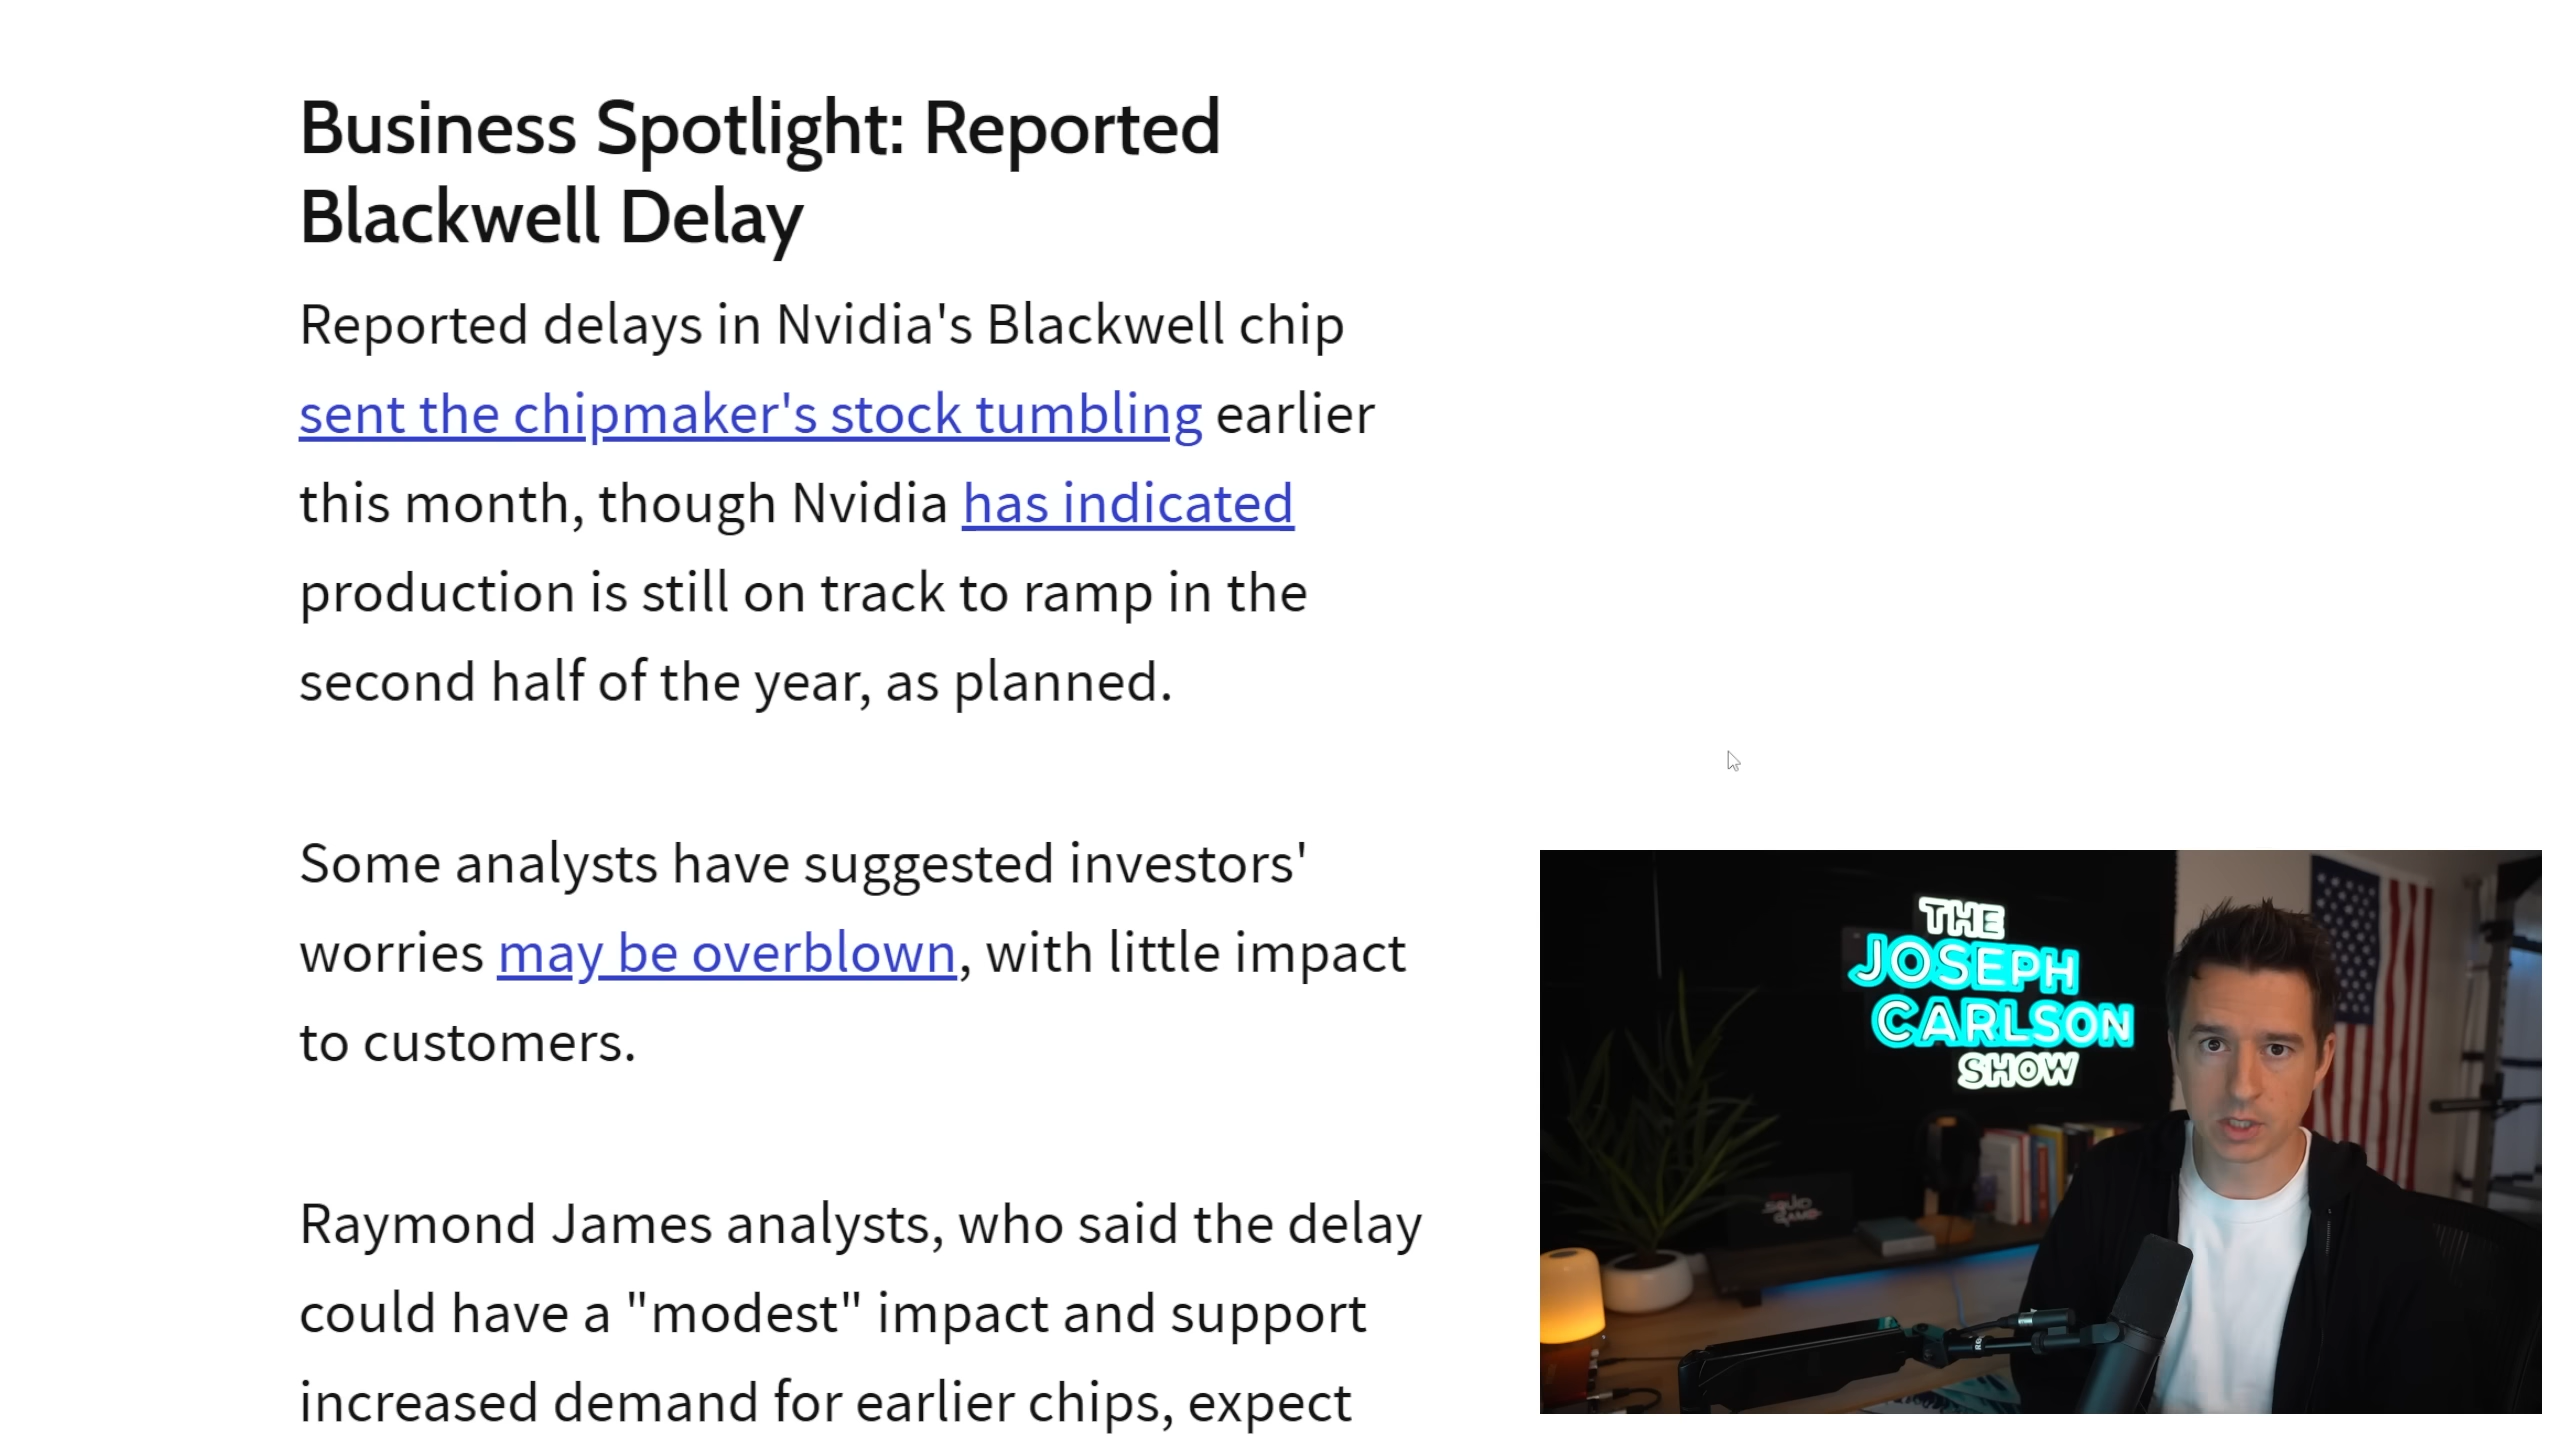 Business Spotlight: Reported
Blackwell Delay
Reported delays in Nvidia's Blackwell chip
sent the chipmaker's stock tumbling earlier
this month, though Nvidia has indicated
production is still on track to ramp in the
second half of the year, as planned.
Some analysts have suggested investors'
worries may be overblown, with little impact
to customers.
Raymond James analysts, who said the delay
could have a "modest" impact and support
increased demand for earlier chips, expect
THE
JOSEPH
CARLSON
SHOW